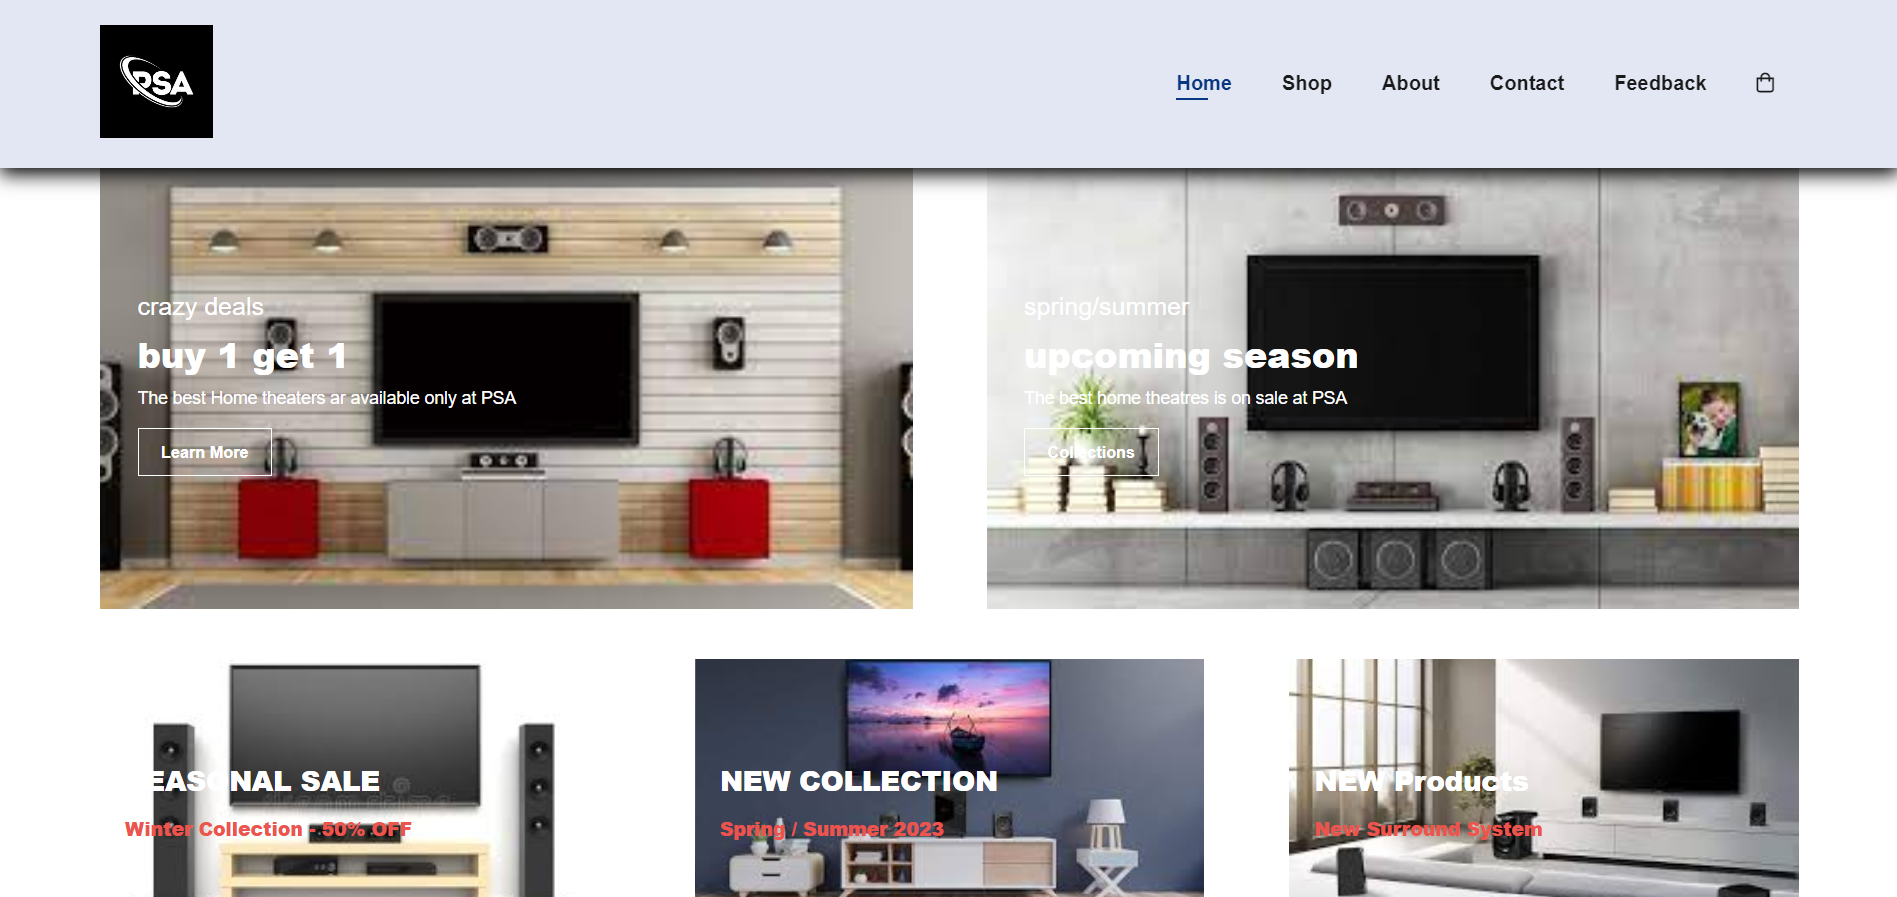 PSA
Home
Shop
About
Contact
Feedback
crazy deals
buy 1 get 1
The best Home theaters ar available only at PSA
Learn More
spring/summer
upcoming season
The best home theatres is on sale at PSA
Collections
SEASONAL SALE
Winter Collection - 50% OFF
NEW COLLECTION
Spring / Summer 2023
NEW Products
New Surround System